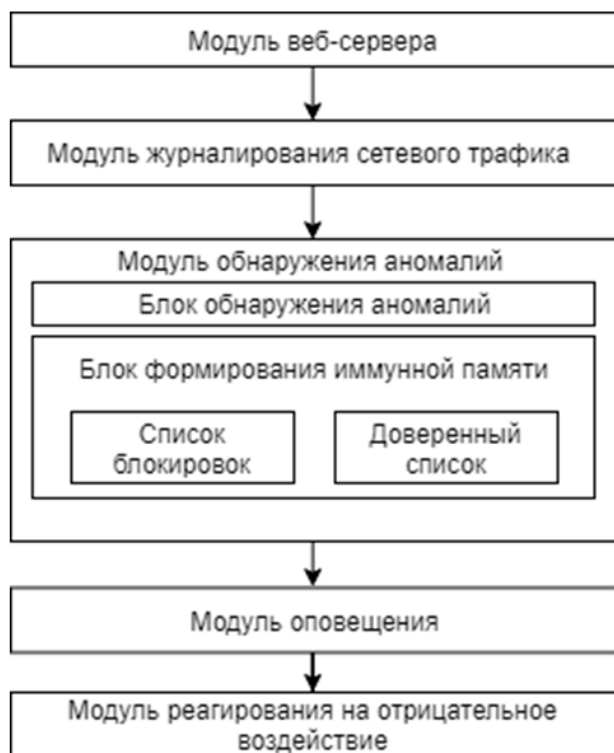 Модуль веб-сервера
Модуль журналирования сетевого трафика
Модуль обнаружения аномалий
Блок обнаружения аномалий
Блок формирования иммунной памяти
Список
блокировок
Доверенный
список
Модуль оповещения
Модуль реагирования на отрицательное
воздействие